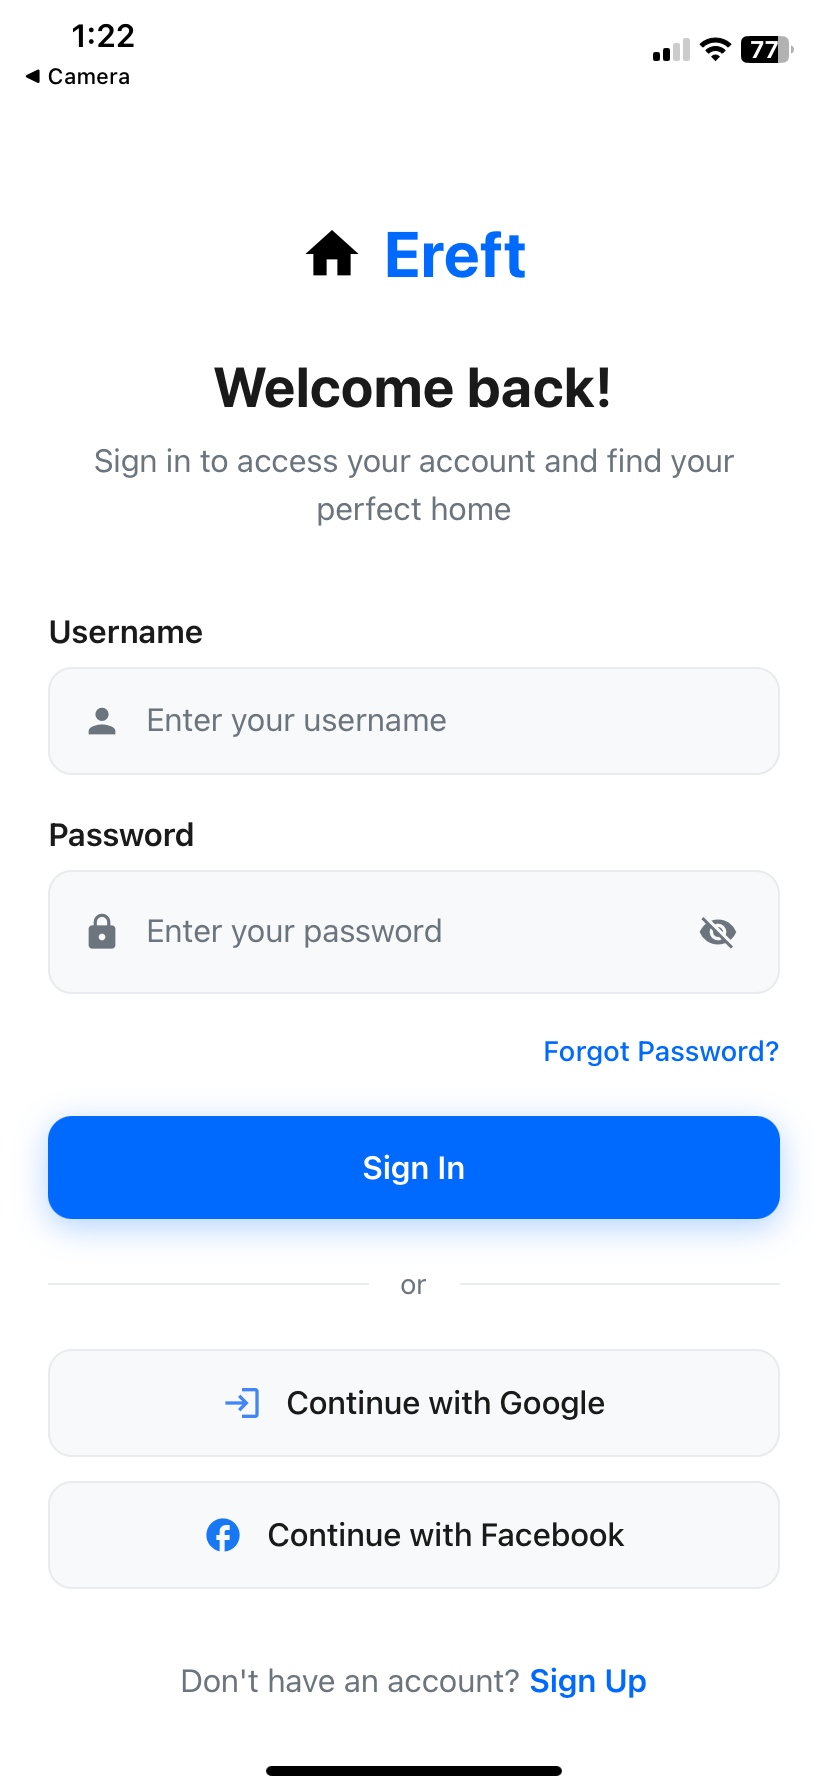 1:22
77
◀ Camera
Ereft
Welcome back!
Sign in to access your account and find your
perfect home
Username
Enter your username
Password
Enter your password
Forgot Password?
Sign In
or
Continue with Google
Continue with Facebook
Don't have an account? Sign Up